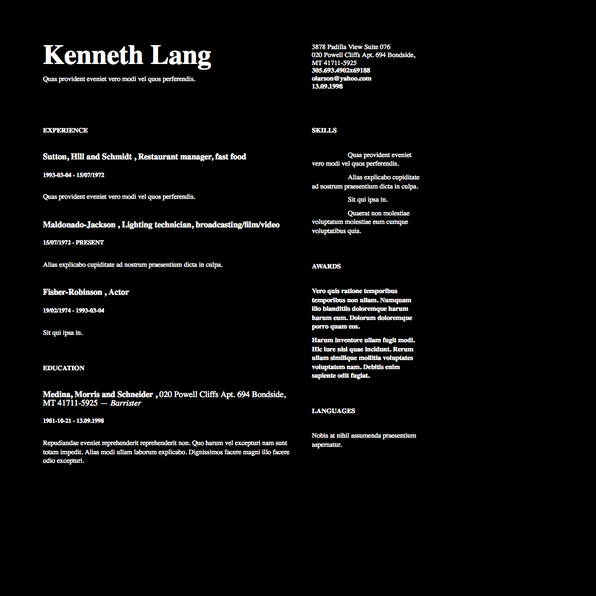 Kenneth Lang
Quas provident eveniet vero modi vel quos perferendis.
3878 Padilla View Suite 076
020 Powell Cliffs Apt. 694 Bondside,
MT 41711-5925
305.693.4902x69188
olarson@yahoo.com
13.09.1998
EXPERIENCE
Sutton, Hill and Schmidt , Restaurant manager, fast food
1993-03-04 - 15/07/1972
Quas provident eveniet vero modi vel quos perferendis.
Maldonado-Jackson , Lighting technician, broadcasting/film/video
15/07/1972 - PRESENT
Alias explicabo cupiditate ad nostrum praesentium dicta in culpa.
Fisher-Robinson , Actor
19/02/1974 - 1993-03-04
Sit qui ipsa in.
EDUCATION
Medina, Morris and Schneider , 020 Powell Cliffs Apt. 694 Bondside,
MT 41711-5925 — Barrister
1981-10-21 - 13.09.1998
Repudiandae eveniet reprehenderit reprehenderit non. Quo harum vel excepturi nam sunt
totam impedit. Alias modi ullam laborum explicabo. Dignissimos facere magni illo facere
odio excepturi.
SKILLS
Quas provident eveniet
vero modi vel quos perferendis.
Alias explicabo cupiditate
ad nostrum praesentium dicta in culpa.
Sit qui ipsa in.
Quaerat non molestiae
voluptatum molestiae eum cumque
voluptatibus quia.
AWARDS
Vero quis ratione temporibus
temporibus non ullam. Numquam
illo blanditiis doloremque harum
harum eum. Dolorum doloremque
porro quam eos.
Harum inventore ullam fugit modi.
Hic iure nisi quae incidunt. Rerum
ullam similique mollitia voluptates
voluptatem nam. Debitis enim
sapiente odit fugiat.
LANGUAGES
Nobis at nihil assumenda praesentium
aspernatur.